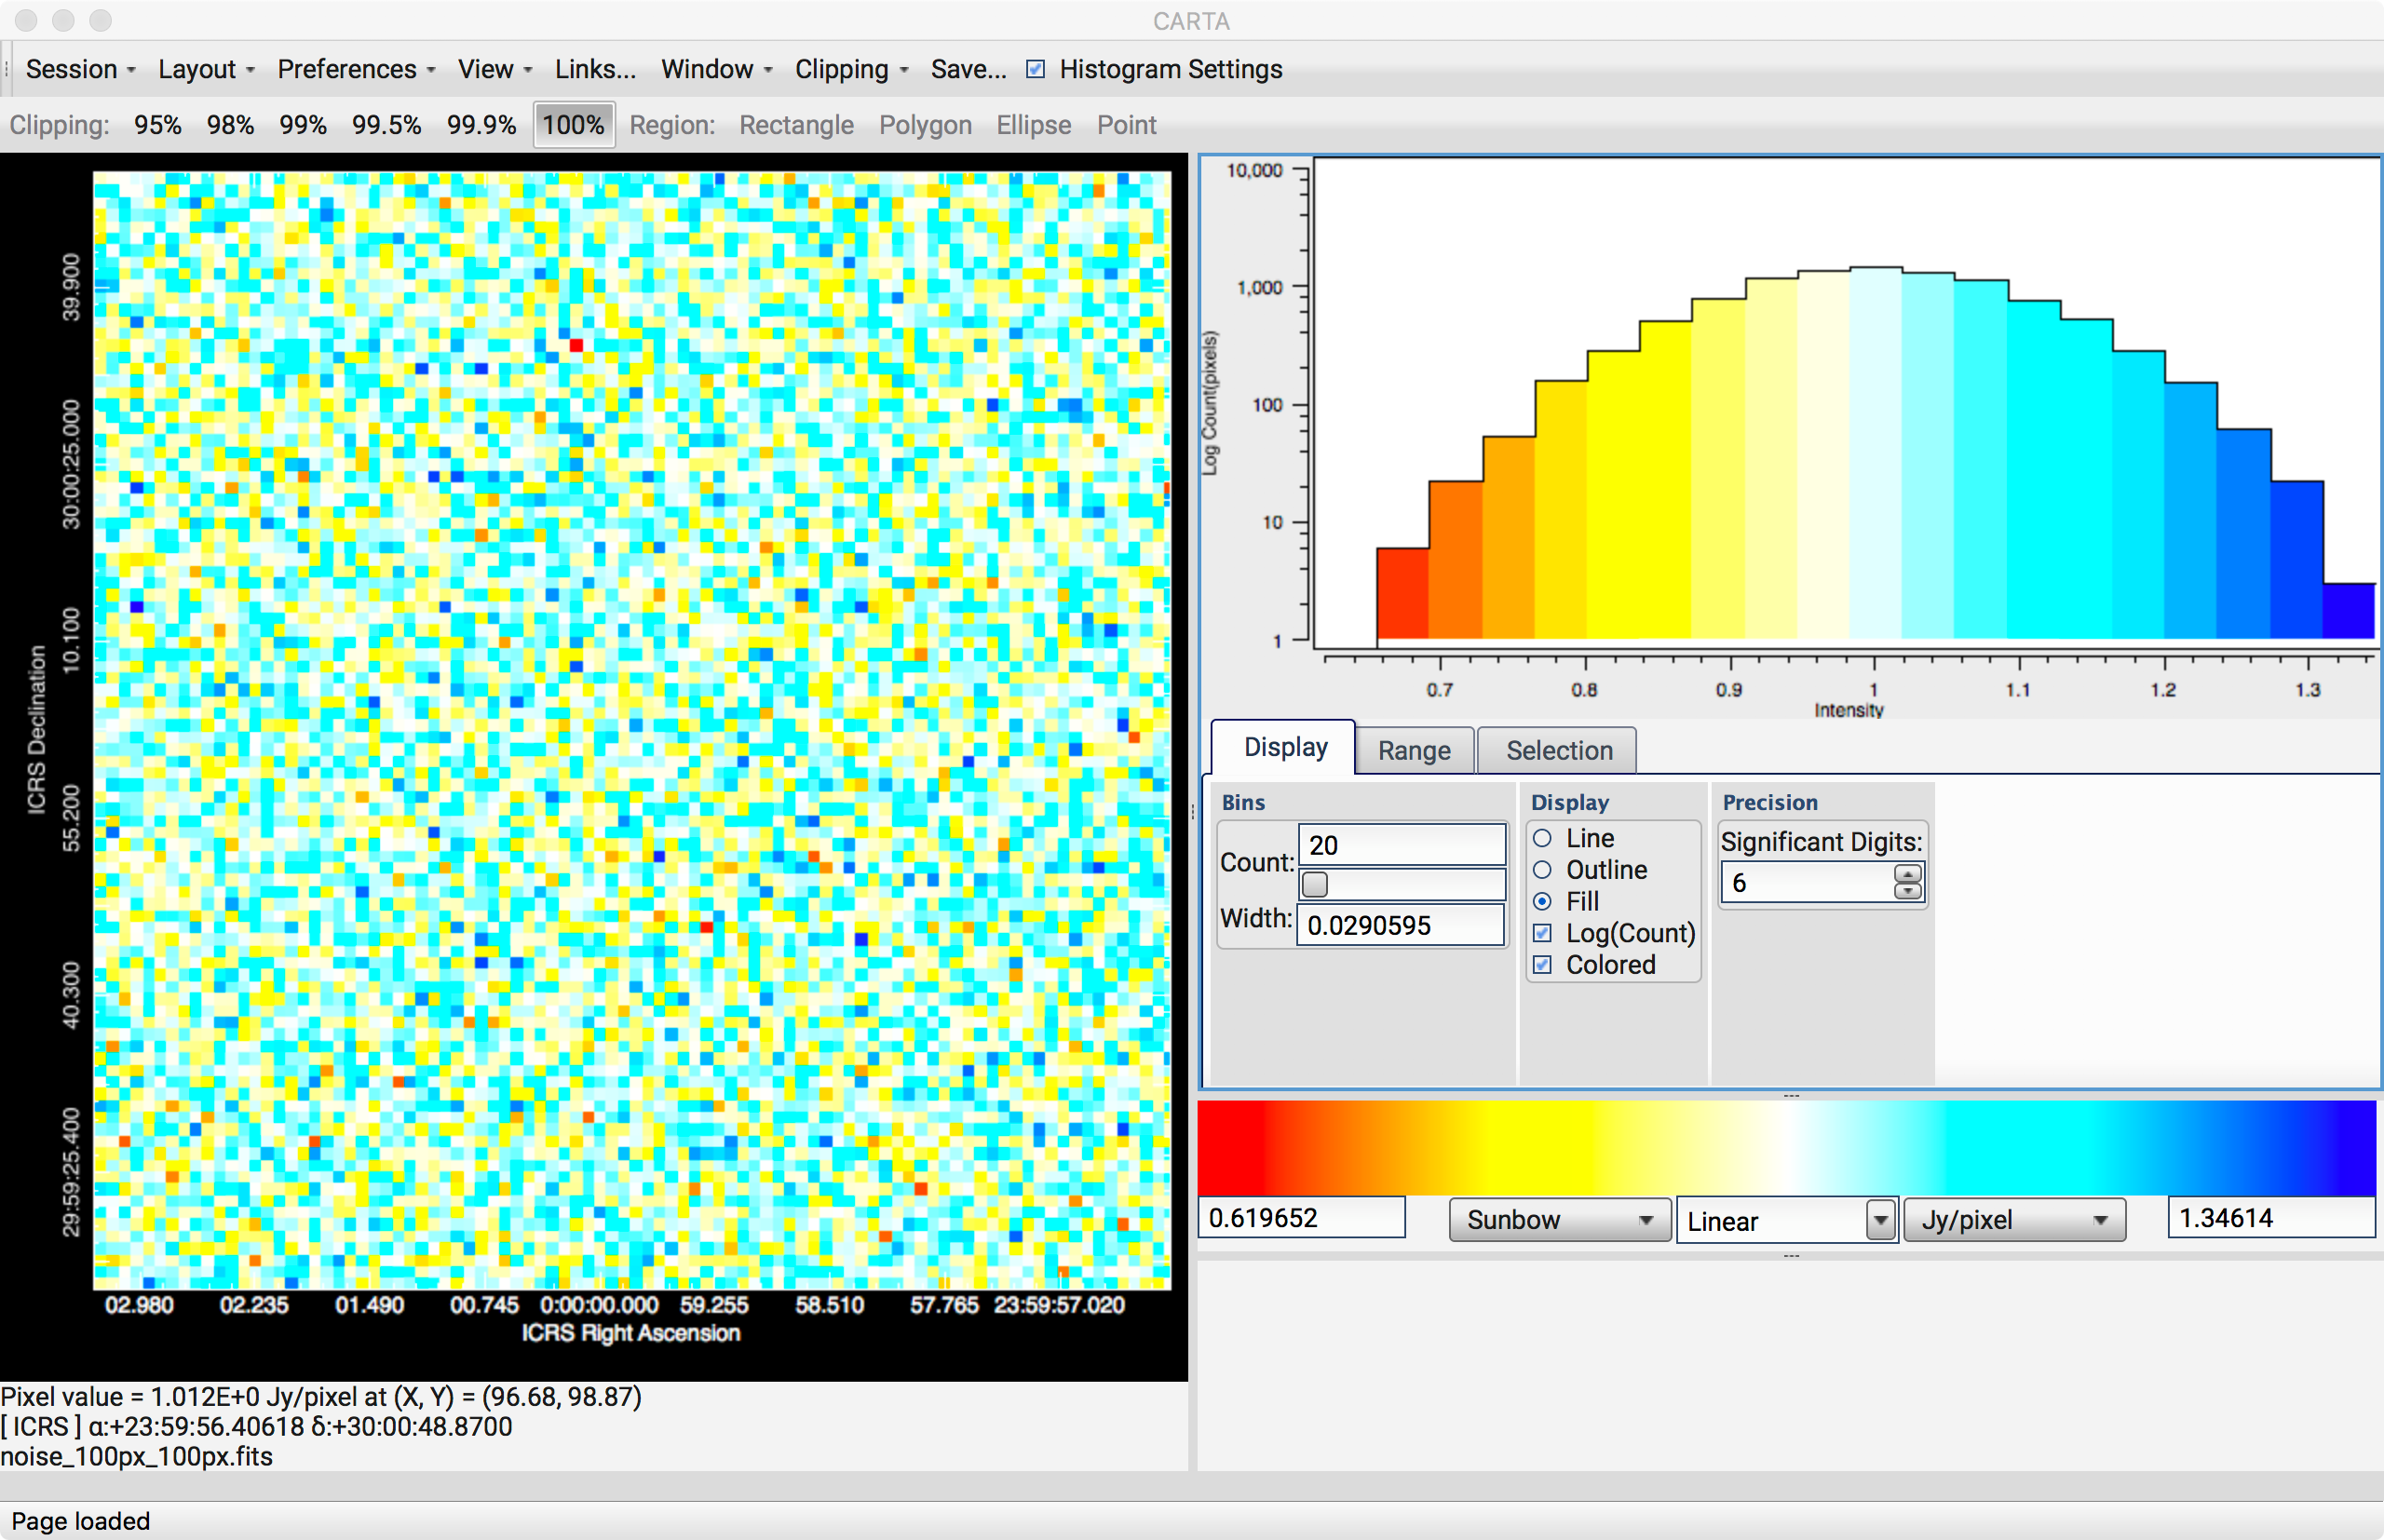 CARTA
Session Layout Preferences View Links... Window Clipping Save... Histogram Settings
Clipping: 95% 98% 99% 99.5% 99.9% 100% Region: Rectangle Polygon Ellipse Point
39.900
30:00:25.000
10.100
55.200
40.300
29:59:25.400
ICRS Declination
02.980 02.235 01.490 00.745 0:00:00.000 59.255 58.510 57.765 23:59:57.020
ICRS Right Ascension
Pixel value = 1.012E+0 Jy/pixel at (X, Y) = (96.68, 98.87)
[ ICRS ] α:+23:59:56.40618 δ:+30:00:48.8700
noise_100px_100px.fits
10,000
1,000
100
10
1
Log Count(pixels)
0.7 0.8 0.9 1 1.1 1.2 1.3
Intensity
Display Range Selection
Bins
Count: 20
Width: 0.0290595
Display
Line
Outline
Fill
Log(Count)
Colored
Precision
Significant Digits:
6
0.619652 Sunbow Linear Jy/pixel 1.34614
Page loaded